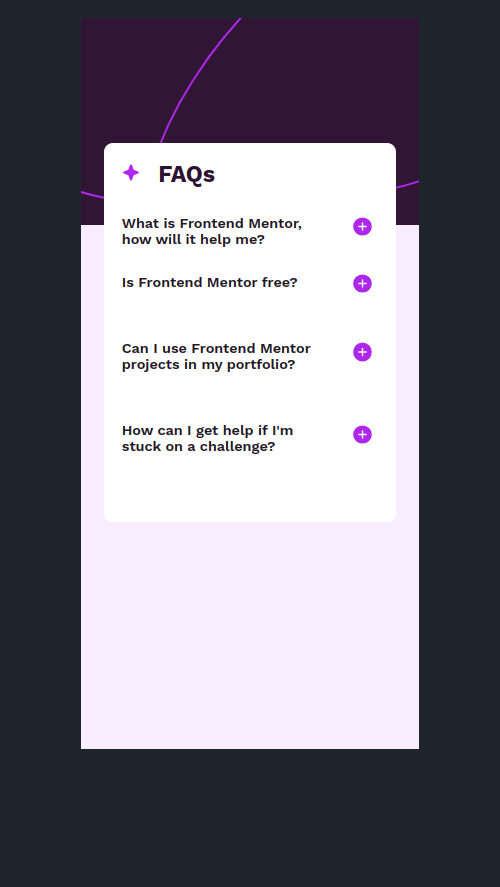 FAQs
What is Frontend Mentor,
how will it help me?
Is Frontend Mentor free?
Can I use Frontend Mentor
projects in my portfolio?
How can I get help if I'm
stuck on a challenge?